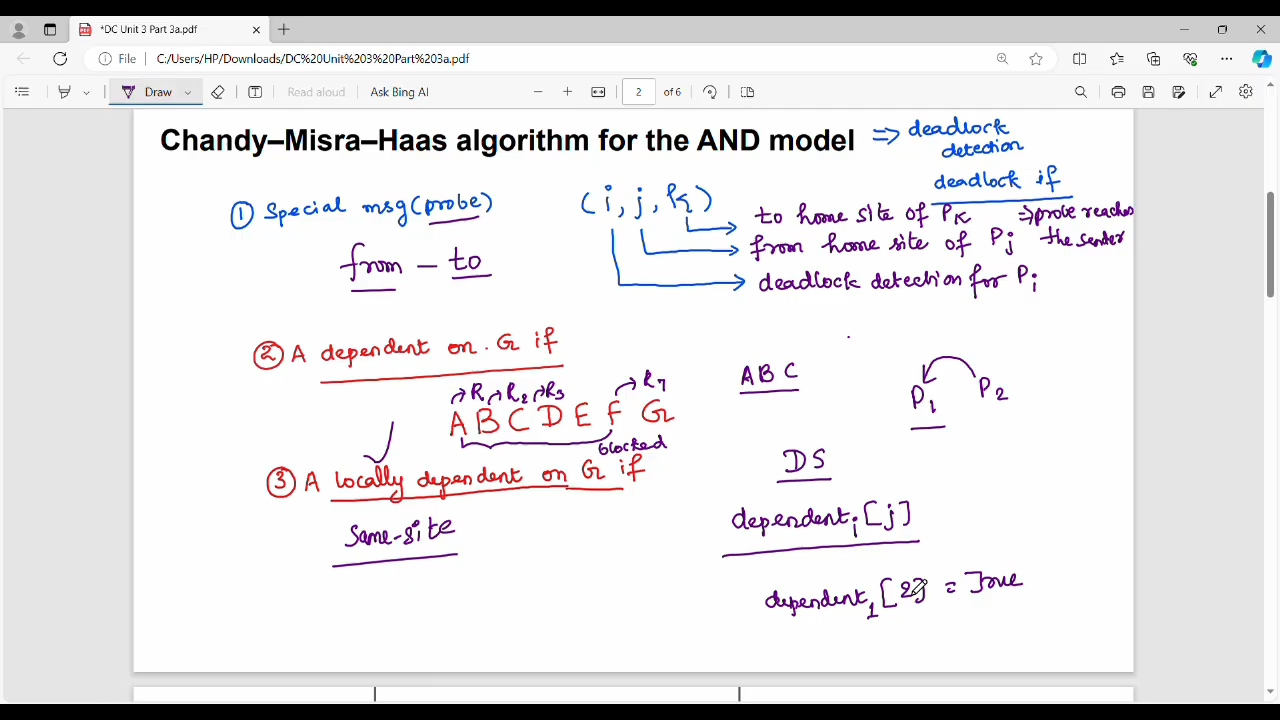 *DC Unit 3 Part 3a.pdf
File C:/Users/HP/Downloads/DC%20Unit%203%20Part%203a.pdf
Draw Read aloud Ask Bing AI 2 of 6
Chandy–Misra–Haas algorithm for the AND model ⇒ deadlock
detection
deadlock if
① Special msg(probe) (i, j, k)
to home site of Pk ⇒probe reaches
the sender
from home site of Pj
from – to
deadlock detection for Pi
② A dependent on. G if
A B C
P1 P2
R R2 R3 R7
A B C D E F G
blocked
③ A locally dependent on G if
DS
Same-site
dependenti[j]
dependent1[2] = True